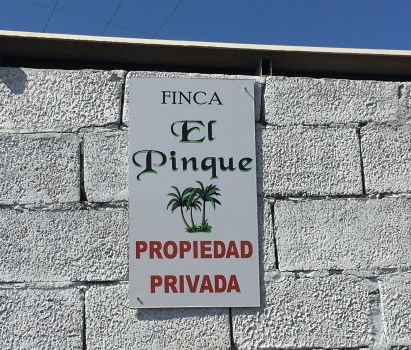 FINCA
El
Pinque
PROPIEDAD
PRIVADA